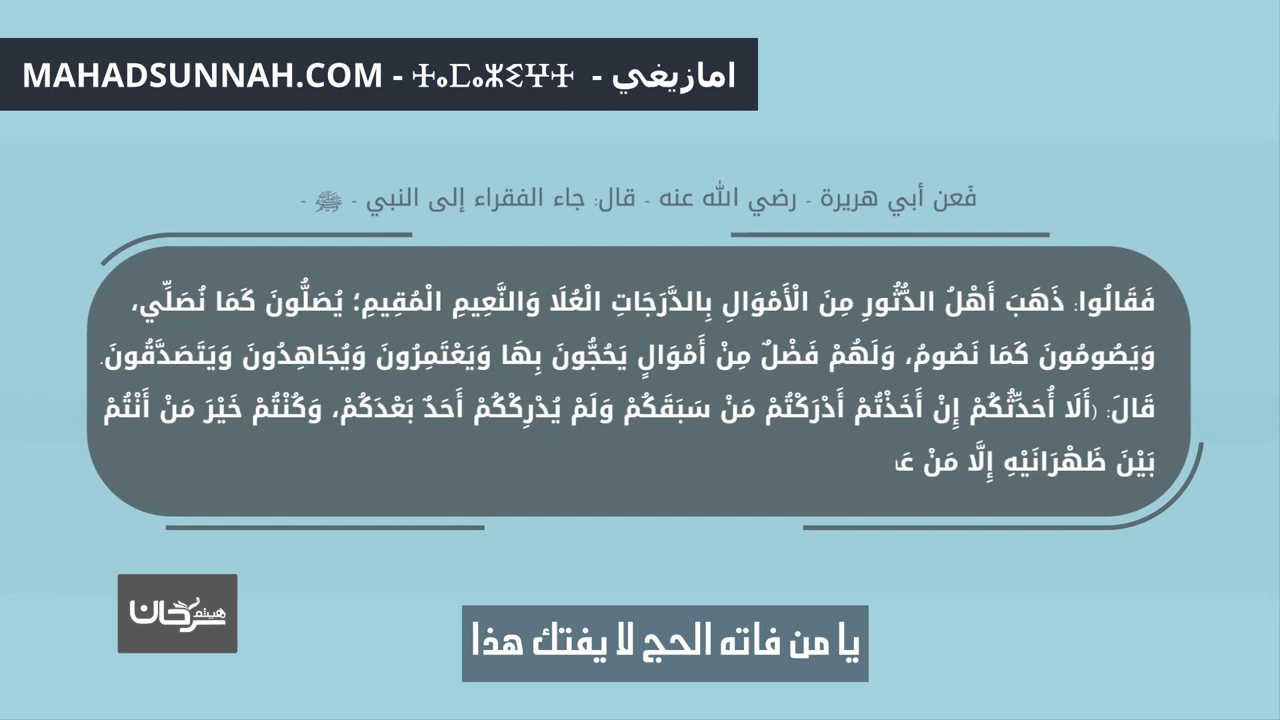 MAHADSUNNAH.COM - ⵜⴰⵎⴰⵣⵉⵖⵜ - امازيغي
فَعن أبي هريرة - رضي الله عنه - قال: جاء الفقراء إلى النبي - ﷺ -
فَقَالُوا: ذَهَبَ أَهْلُ الدُّثُورِ مِنَ الْأَمْوَالِ بِالدَّرَجَاتِ الْعُلَا وَالنَّعِيمِ الْمُقِيمِ؛ يُصَلُّونَ كَمَا نُصَلِّي،
وَيَصُومُونَ كَمَا نَصُومُ، وَلَهُمْ فَضْلٌ مِنْ أَمْوَالٍ يَحُجُّونَ بِهَا وَيَعْتَمِرُونَ وَيُجَاهِدُونَ وَيَتَصَدَّقُونَ.
قَالَ: (أَلَا أُحَدِّثُكُمْ إِنْ أَخَذْتُمْ أَدْرَكْتُمْ مَنْ سَبَقَكُمْ وَلَمْ يُدْرِكْكُمْ أَحَدٌ بَعْدَكُمْ، وَكُنْتُمْ خَيْرَ مَنْ أَنْتُمْ
بَيْنَ ظَهْرَانَيْهِ إِلَّا مَنْ عَ
هيثم سرحان
يا من فاته الحج لا يفتك هذا